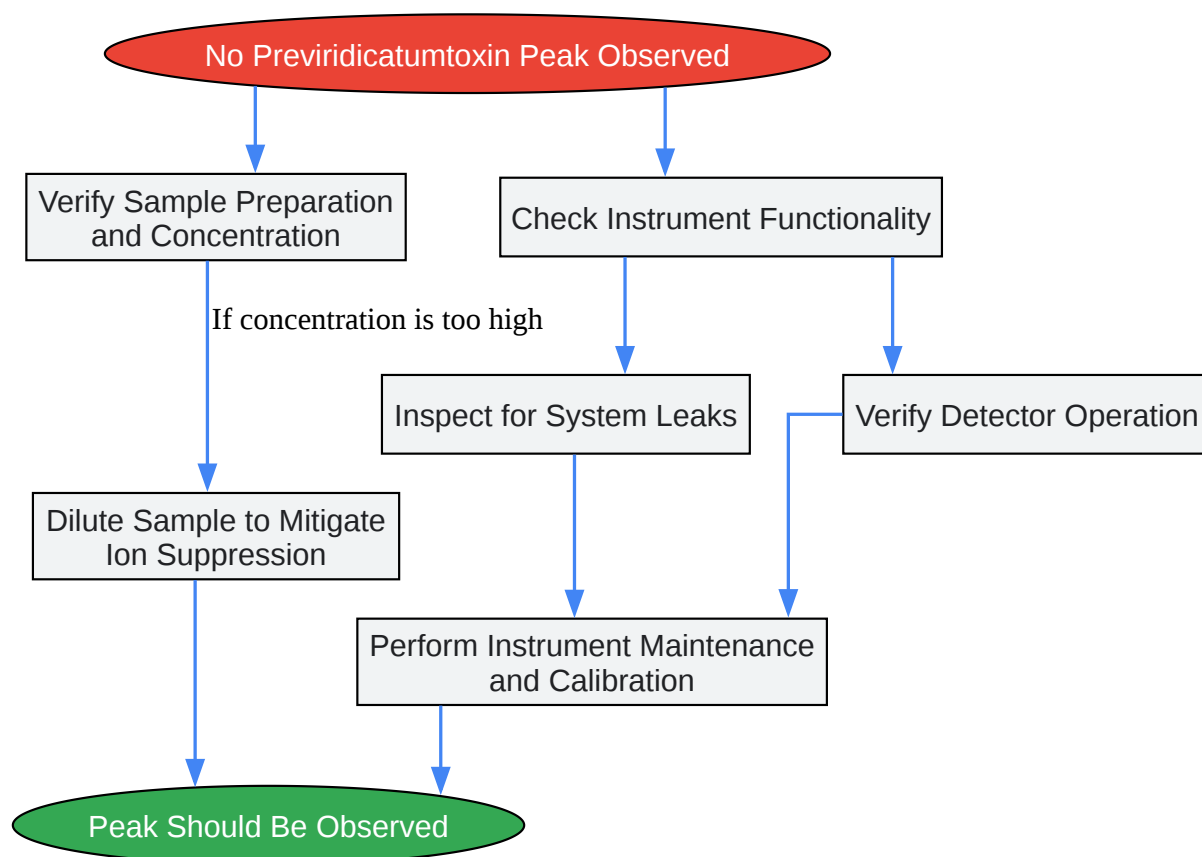 No Previridicatumtoxin Peak Observed
Verify Sample Preparation
and Concentration
Check Instrument Functionality
If concentration is too high
Inspect for System Leaks
Verify Detector Operation
Dilute Sample to Mitigate
Ion Suppression
Perform Instrument Maintenance
and Calibration
Peak Should Be Observed